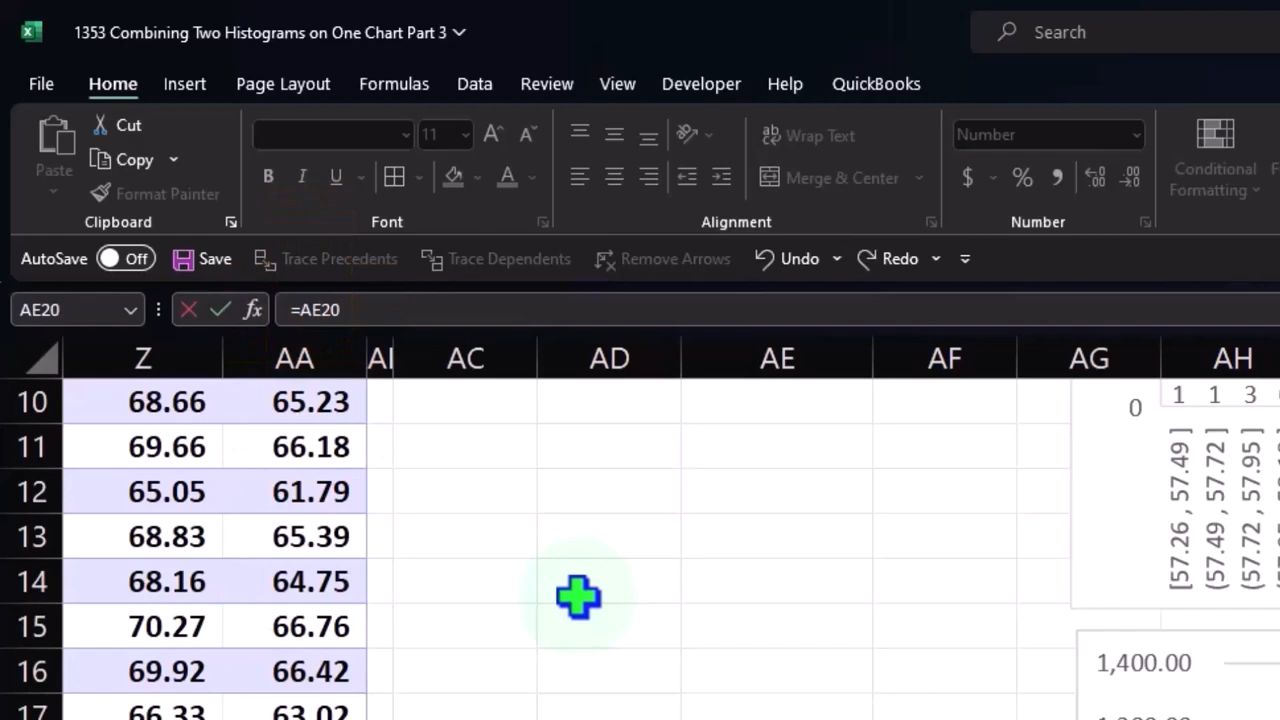 1353 Combining Two Histograms on One Chart Part 3
Search
File Home Insert Page Layout Formulas Data Review View Developer Help QuickBooks
Paste
Cut
Copy
Format Painter
Clipboard
11
B I U
Font
Wrap Text
Merge & Center
Alignment
Number
$ % 9
Number
Conditional
Formatting
AutoSave Off Save Trace Precedents Trace Dependents Remove Arrows Undo Redo
AE20 fx =AE20
Z AA AC AD AE AF AG AH
10 68.66 65.23
11 69.66 66.18
12 65.05 61.79
13 68.83 65.39
14 68.16 64.75
15 70.27 66.76
16 69.92 66.42
17 66.33 63.02
0
1 1 3
[57.26 , 57.49 ]
(57.49 , 57.72 ]
(57.72 , 57.95 ]
1,400.00